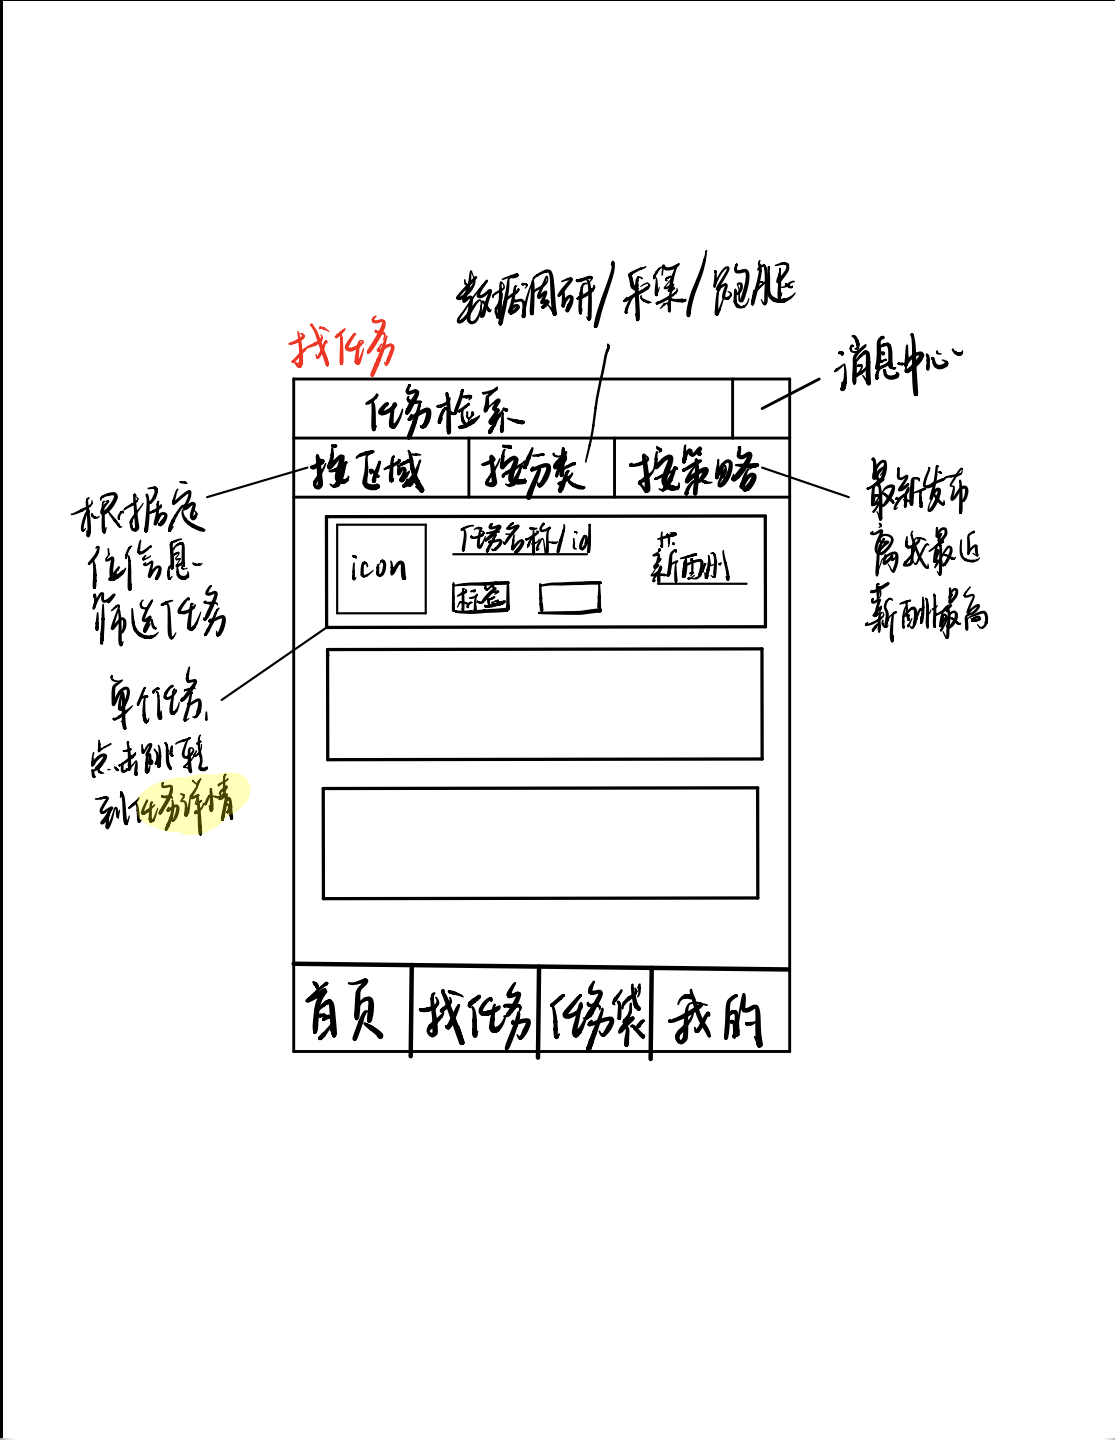 数据调研/采集/跑腿
找任务
消息中心
任务检索
按区域
按分类
按策略
根据定
位信息
筛选任务
最新发布
离我最近
薪酬最高
icon
任务名称/id
标签
薪酬
单个任务,
点击跳转
到任务详情
首页
找任务
任务袋
我的